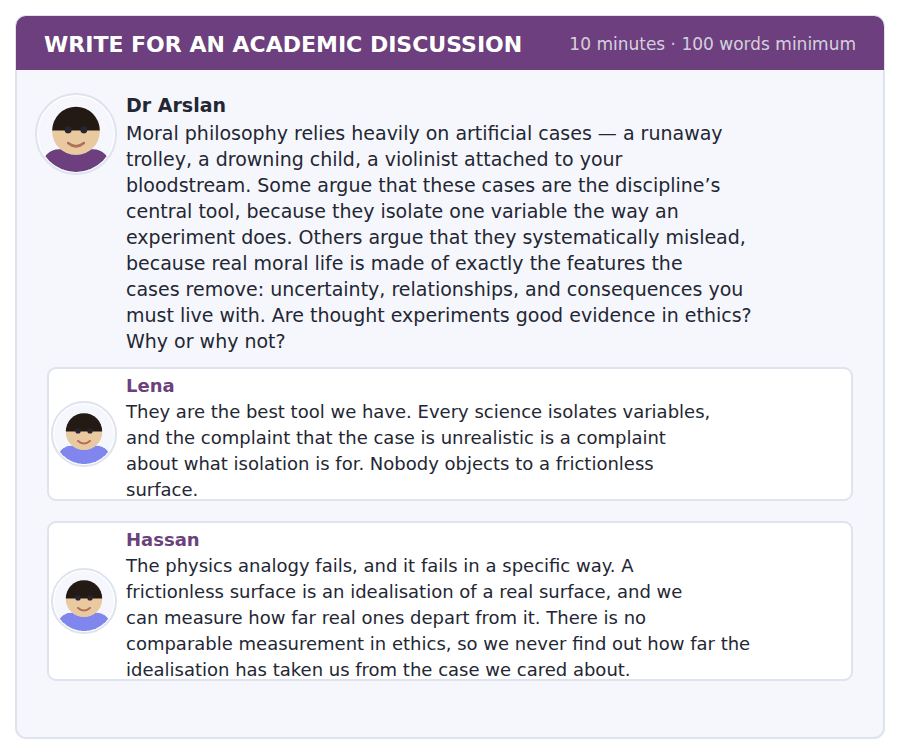 WRITE FOR AN ACADEMIC DISCUSSION
10 minutes · 100 words minimum
Dr Arslan
Moral philosophy relies heavily on artificial cases — a runaway
trolley, a drowning child, a violinist attached to your
bloodstream. Some argue that these cases are the discipline’s
central tool, because they isolate one variable the way an
experiment does. Others argue that they systematically mislead,
because real moral life is made of exactly the features the
cases remove: uncertainty, relationships, and consequences you
must live with. Are thought experiments good evidence in ethics?
Why or why not?
Lena
They are the best tool we have. Every science isolates variables,
and the complaint that the case is unrealistic is a complaint
about what isolation is for. Nobody objects to a frictionless
surface.
Hassan
The physics analogy fails, and it fails in a specific way. A
frictionless surface is an idealisation of a real surface, and we
can measure how far real ones depart from it. There is no
comparable measurement in ethics, so we never find out how far the
idealisation has taken us from the case we cared about.